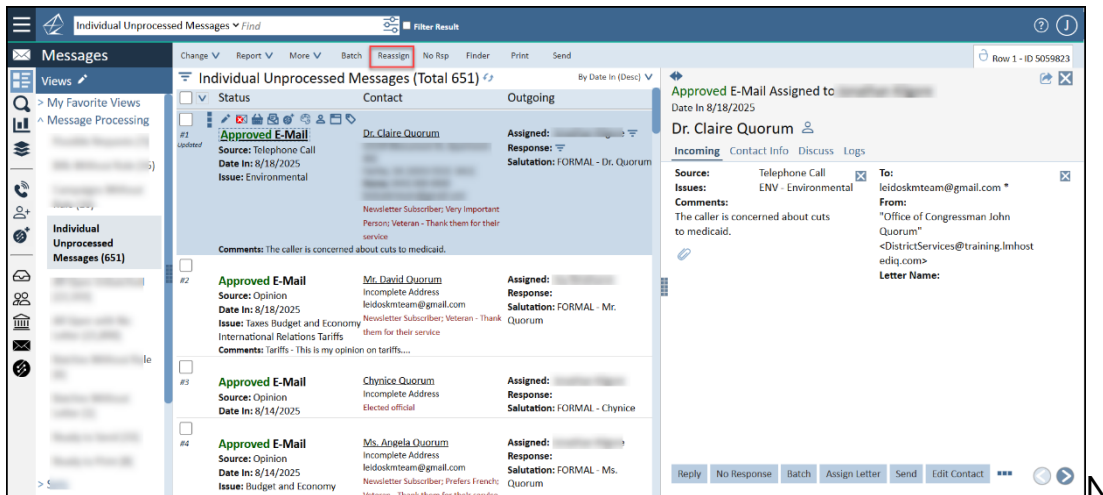 Individual Unprocessed Messages Find
Filter Result
Messages
Change Report More Batch Reassign No Rsp Finder Print Send
Row 1 - ID 5059823
Views
> My Favorite Views
Message Processing
Individual
Unprocessed
Messages (651)
Individual Unprocessed Messages (Total 651)
By Date In (Desc)
Status Contact Outgoing
#1
Updated
Approved E-Mail
Source: Telephone Call
Date In: 8/18/2025
Issue: Environmental
Dr. Claire Quorum
Newsletter Subscriber; Very Important
Person; Veteran - Thank them for their
service
Assigned:
Response:
Salutation: FORMAL - Dr. Quorum
Comments: The caller is concerned about cuts to medicaid.
#2
Approved E-Mail
Source: Opinion
Date In: 8/18/2025
Issue: Taxes Budget and Economy
International Relations Tariffs
Comments: Tariffs - This is my opinion on tariffs....
Mr. David Quorum
Incomplete Address
leidoskmteam@gmail.com
Newsletter Subscriber; Veteran - Thank
them for their service
Assigned:
Response:
Salutation: FORMAL - Mr.
Quorum
#3
Approved E-Mail
Source: Opinion
Date In: 8/14/2025
Chynice Quorum
Incomplete Address
Elected official
Assigned:
Response:
Salutation: FORMAL - Chynice
#4
Approved E-Mail
Source: Opinion
Date In: 8/14/2025
Issue: Budget and Economy
Ms. Angela Quorum
Incomplete Address
leidoskmteam@gmail.com
Newsletter Subscriber; Prefers French;
Veteran - Thank them for their service
Assigned:
Response:
Salutation: FORMAL - Ms.
Quorum
Approved E-Mail Assigned to
Date In 8/18/2025
Dr. Claire Quorum
Incoming Contact Info Discuss Logs
Source: Telephone Call
Issues: ENV - Environmental
Comments:
The caller is concerned about cuts
to medicaid.
To:
leidoskmteam@gmail.com *
From:
"Office of Congressman John
Quorum"
<DistrictServices@training.lmhost
ediq.com>
Letter Name:
Reply No Response Batch Assign Letter Send Edit Contact
N